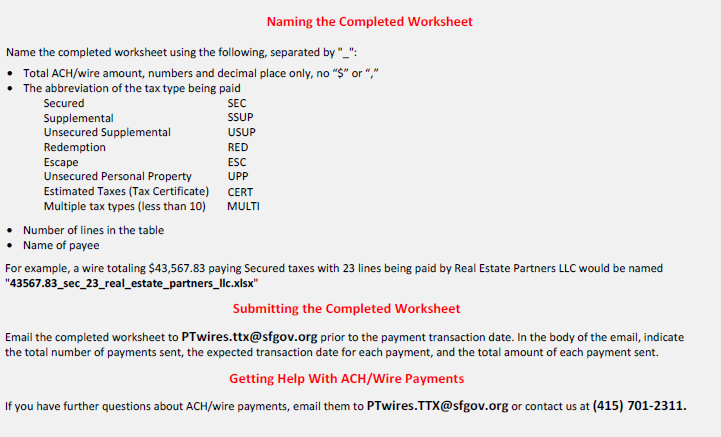 Naming the Completed Worksheet
Name the completed worksheet using the following, separated by "_":
• Total ACH/wire amount, numbers and decimal place only, no “$” or “,”
• The abbreviation of the tax type being paid
Secured SEC
Supplemental SSUP
Unsecured Supplemental USUP
Redemption RED
Escape ESC
Unsecured Personal Property UPP
Estimated Taxes (Tax Certificate) CERT
Multiple tax types (less than 10) MULTI
• Number of lines in the table
• Name of payee
For example, a wire totaling $43,567.83 paying Secured taxes with 23 lines being paid by Real Estate Partners LLC would be named
"43567.83_sec_23_real_estate_partners_llc.xlsx"
Submitting the Completed Worksheet
Email the completed worksheet to PTwires.ttx@sfgov.org prior to the payment transaction date. In the body of the email, indicate
the total number of payments sent, the expected transaction date for each payment, and the total amount of each payment sent.
Getting Help With ACH/Wire Payments
If you have further questions about ACH/wire payments, email them to PTwires.TTX@sfgov.org or contact us at (415) 701-2311.